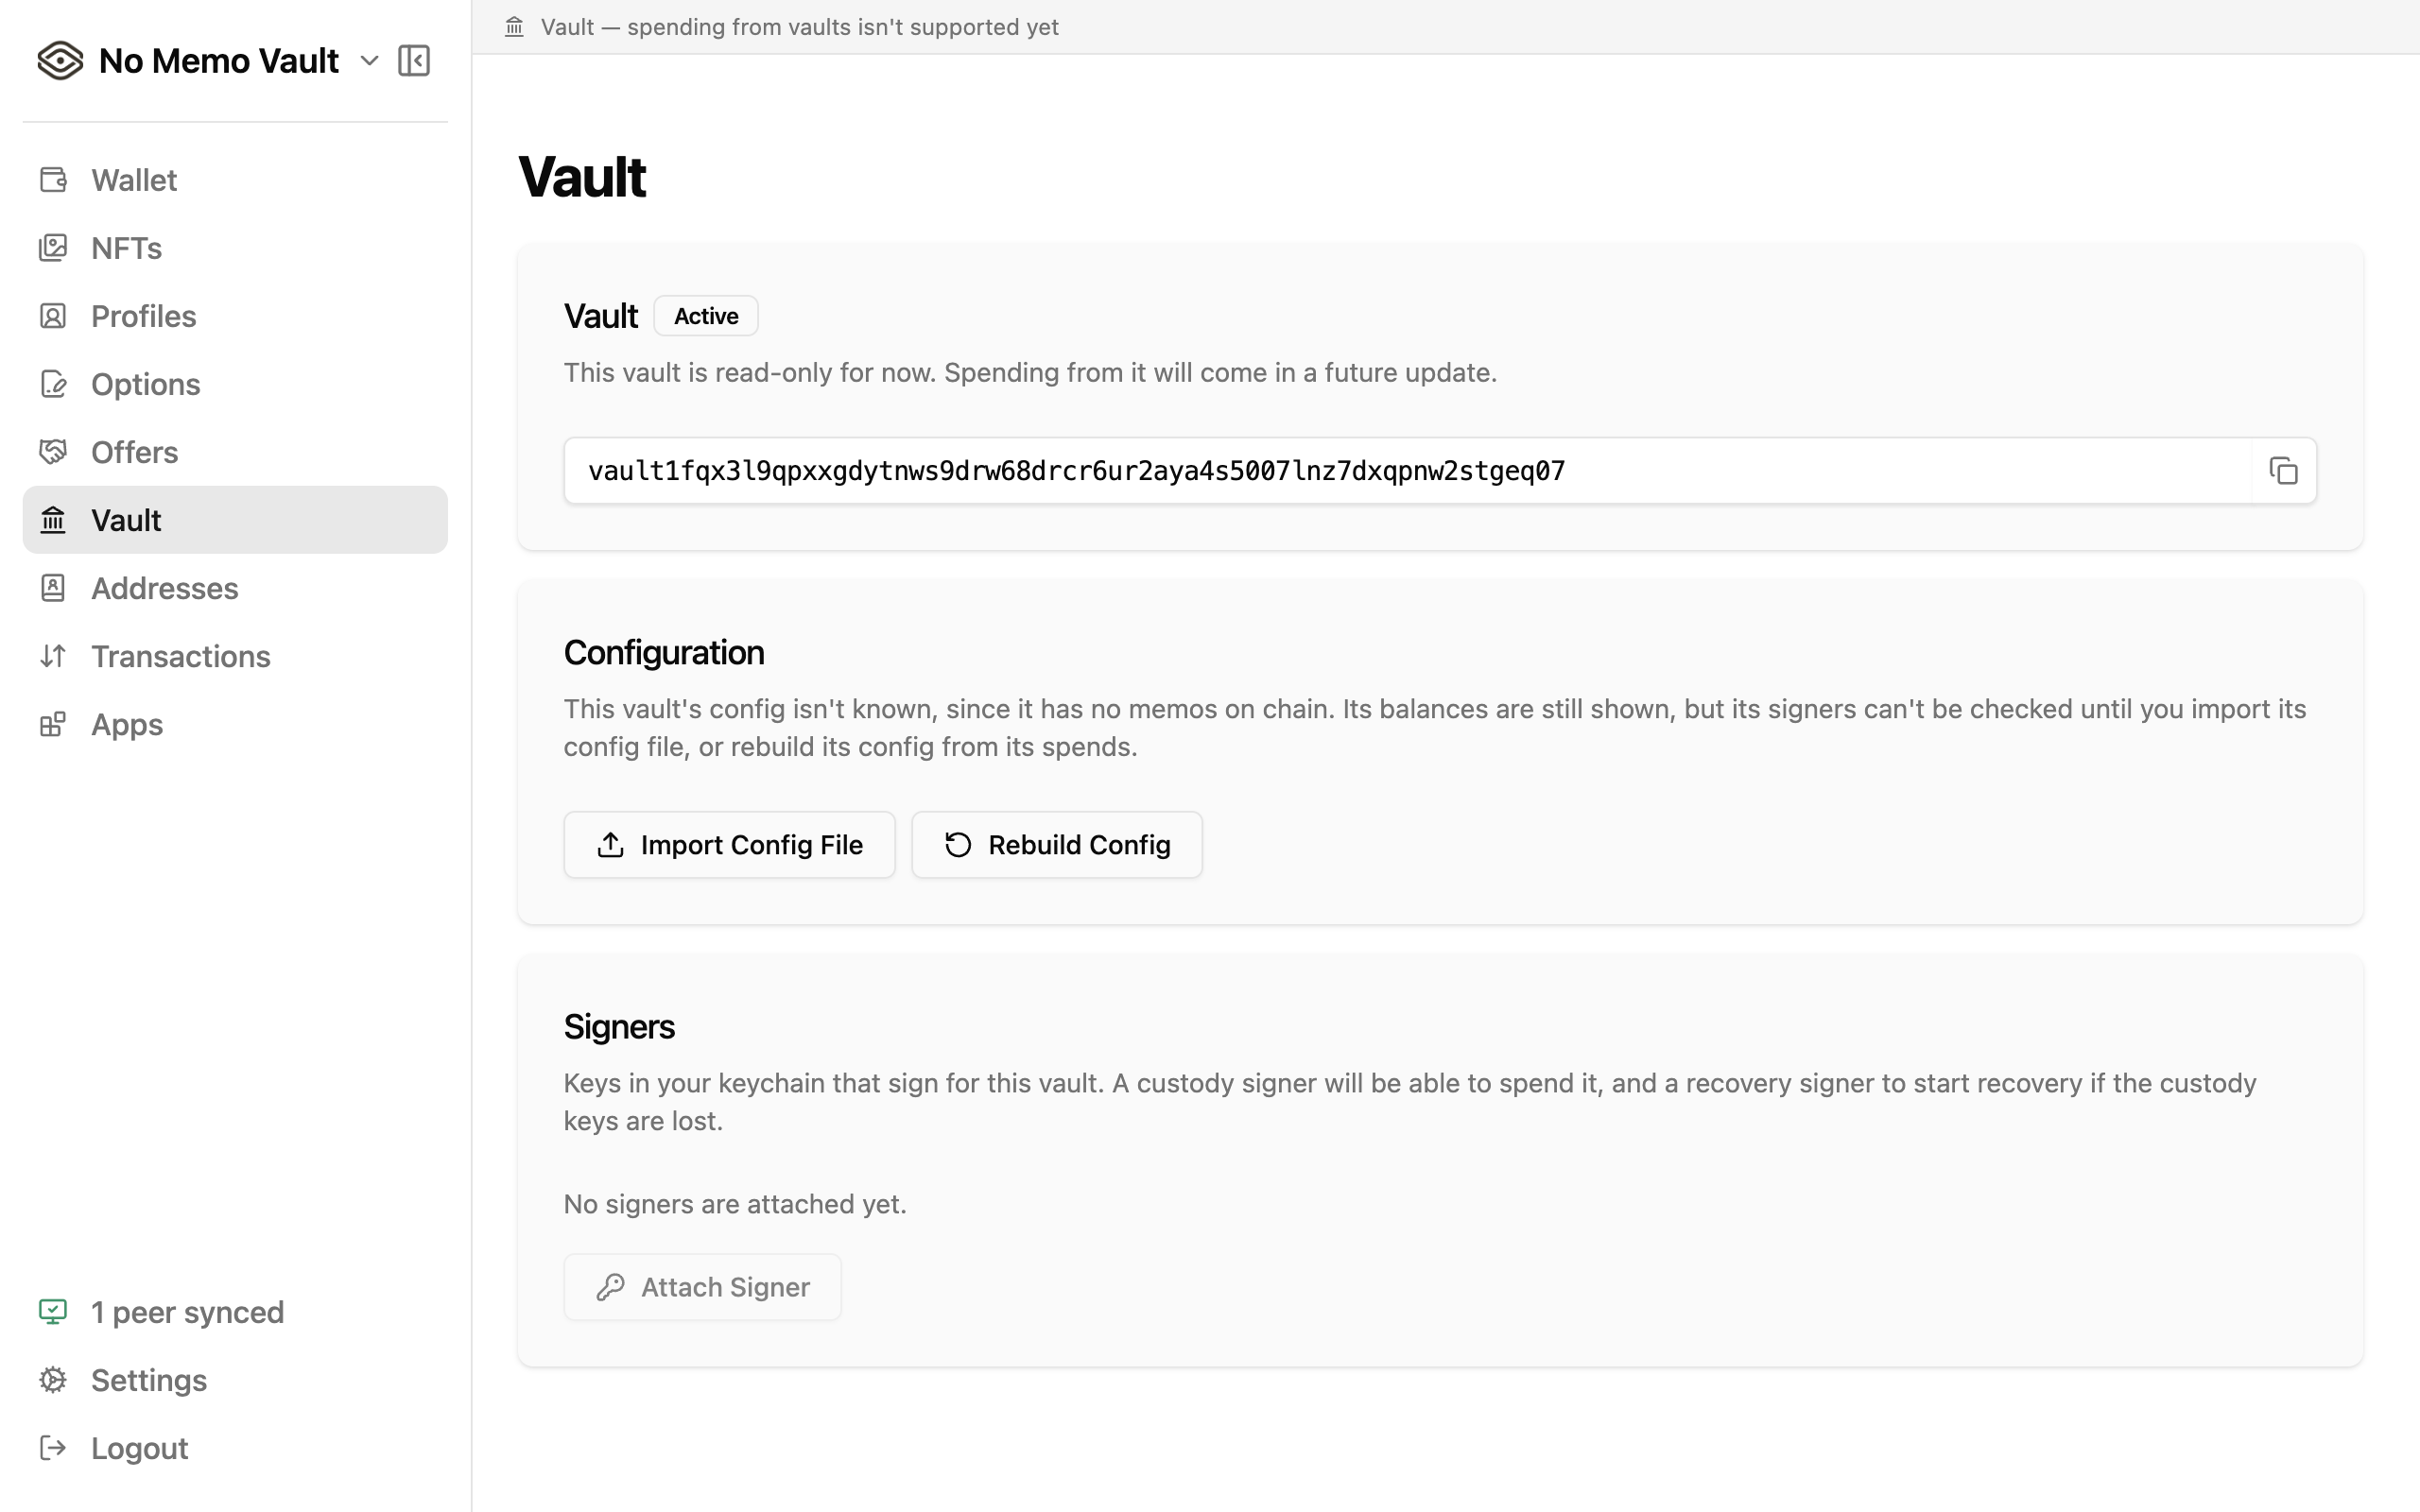 No Memo Vault
Wallet
NFTs
Profiles
Options
Offers
Vault
Addresses
Transactions
Apps
1 peer synced
Settings
Logout
Vault — spending from vaults isn't supported yet
Vault
Vault Active
This vault is read-only for now. Spending from it will come in a future update.
vault1fqx3l9qpxxgdytnws9drw68drcr6ur2aya4s5007lnz7dxqpnw2stgeq07
Configuration
This vault's config isn't known, since it has no memos on chain. Its balances are still shown, but its signers can't be checked until you import its
config file, or rebuild its config from its spends.
Import Config File Rebuild Config
Signers
Keys in your keychain that sign for this vault. A custody signer will be able to spend it, and a recovery signer to start recovery if the custody
keys are lost.
No signers are attached yet.
Attach Signer